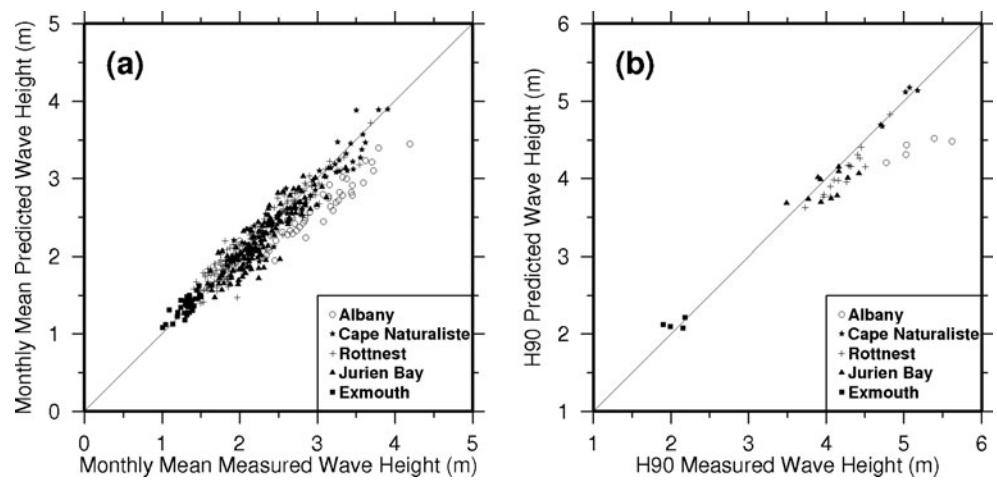 Monthly Mean Predicted Wave Height (m)
5
4
3
2
1
0
(a)
Albany
Cape Naturaliste
Rottnest
Jurien Bay
Exmouth
0 1 2 3 4 5
Monthly Mean Measured Wave Height (m)
H90 Predicted Wave Height (m)
6
5
4
3
2
1
(b)
Albany
Cape Naturaliste
Rottnest
Jurien Bay
Exmouth
1 2 3 4 5 6
H90 Measured Wave Height (m)